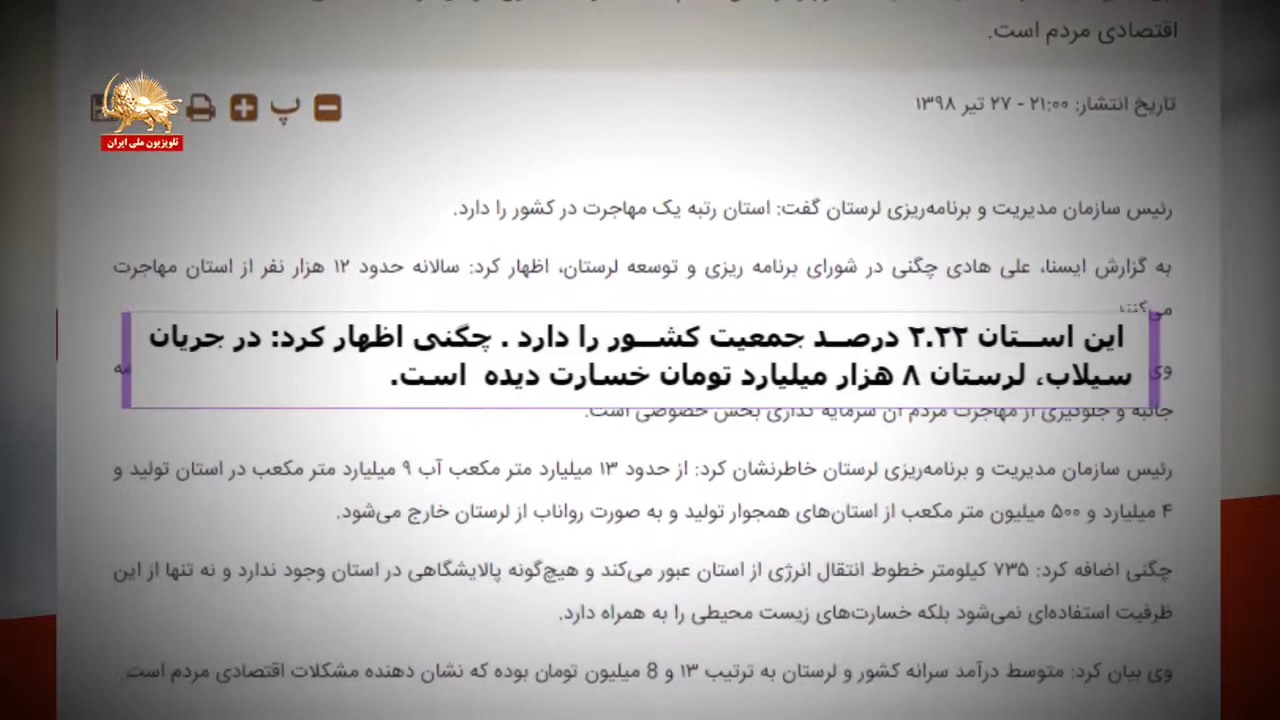 اقتصادی مردم است.
تاریخ انتشار: ۲۱:۰۰ - ۲۷ تیر ۱۳۹۸
پ
تلویزیون ملی ایران
رئیس سازمان مدیریت و برنامه‌ریزی لرستان گفت: استان رتبه یک مهاجرت در کشور را دارد.
به گزارش ایسنا، علی هادی چگنی در شورای برنامه ریزی و توسعه لرستان، اظهار کرد: سالانه حدود ۱۲ هزار نفر از استان مهاجرت
این استان ۲.۲۲ درصد جمعیت کشور را دارد . چگنی اظهار کرد: در جریان
سیلاب، لرستان ۸ هزار میلیارد تومان خسارت دیده است.
وی
جانبه و جلوگیری از مهاجرت مردم آن سرمایه گذاری بخش خصوصی است.
رئیس سازمان مدیریت و برنامه‌ریزی لرستان خاطرنشان کرد: از حدود ۱۳ میلیارد متر مکعب آب ۹ میلیارد متر مکعب در استان تولید و
۴ میلیارد و ۵۰۰ میلیون متر مکعب از استان‌های همجوار تولید و به صورت رواناب از لرستان خارج می‌شود.
چگنی اضافه کرد: ۷۳۵ کیلومتر خطوط انتقال انرژی از استان عبور می‌کند و هیچ‌گونه پالایشگاهی در استان وجود ندارد و نه تنها از این
ظرفیت استفاده‌ای نمی‌شود بلکه خسارت‌های زیست محیطی را به همراه دارد.
وی بیان کرد: متوسط درآمد سرانه کشور و لرستان به ترتیب ۱۳ و 8 میلیون تومان بوده که نشان دهنده مشکلات اقتصادی مردم است.